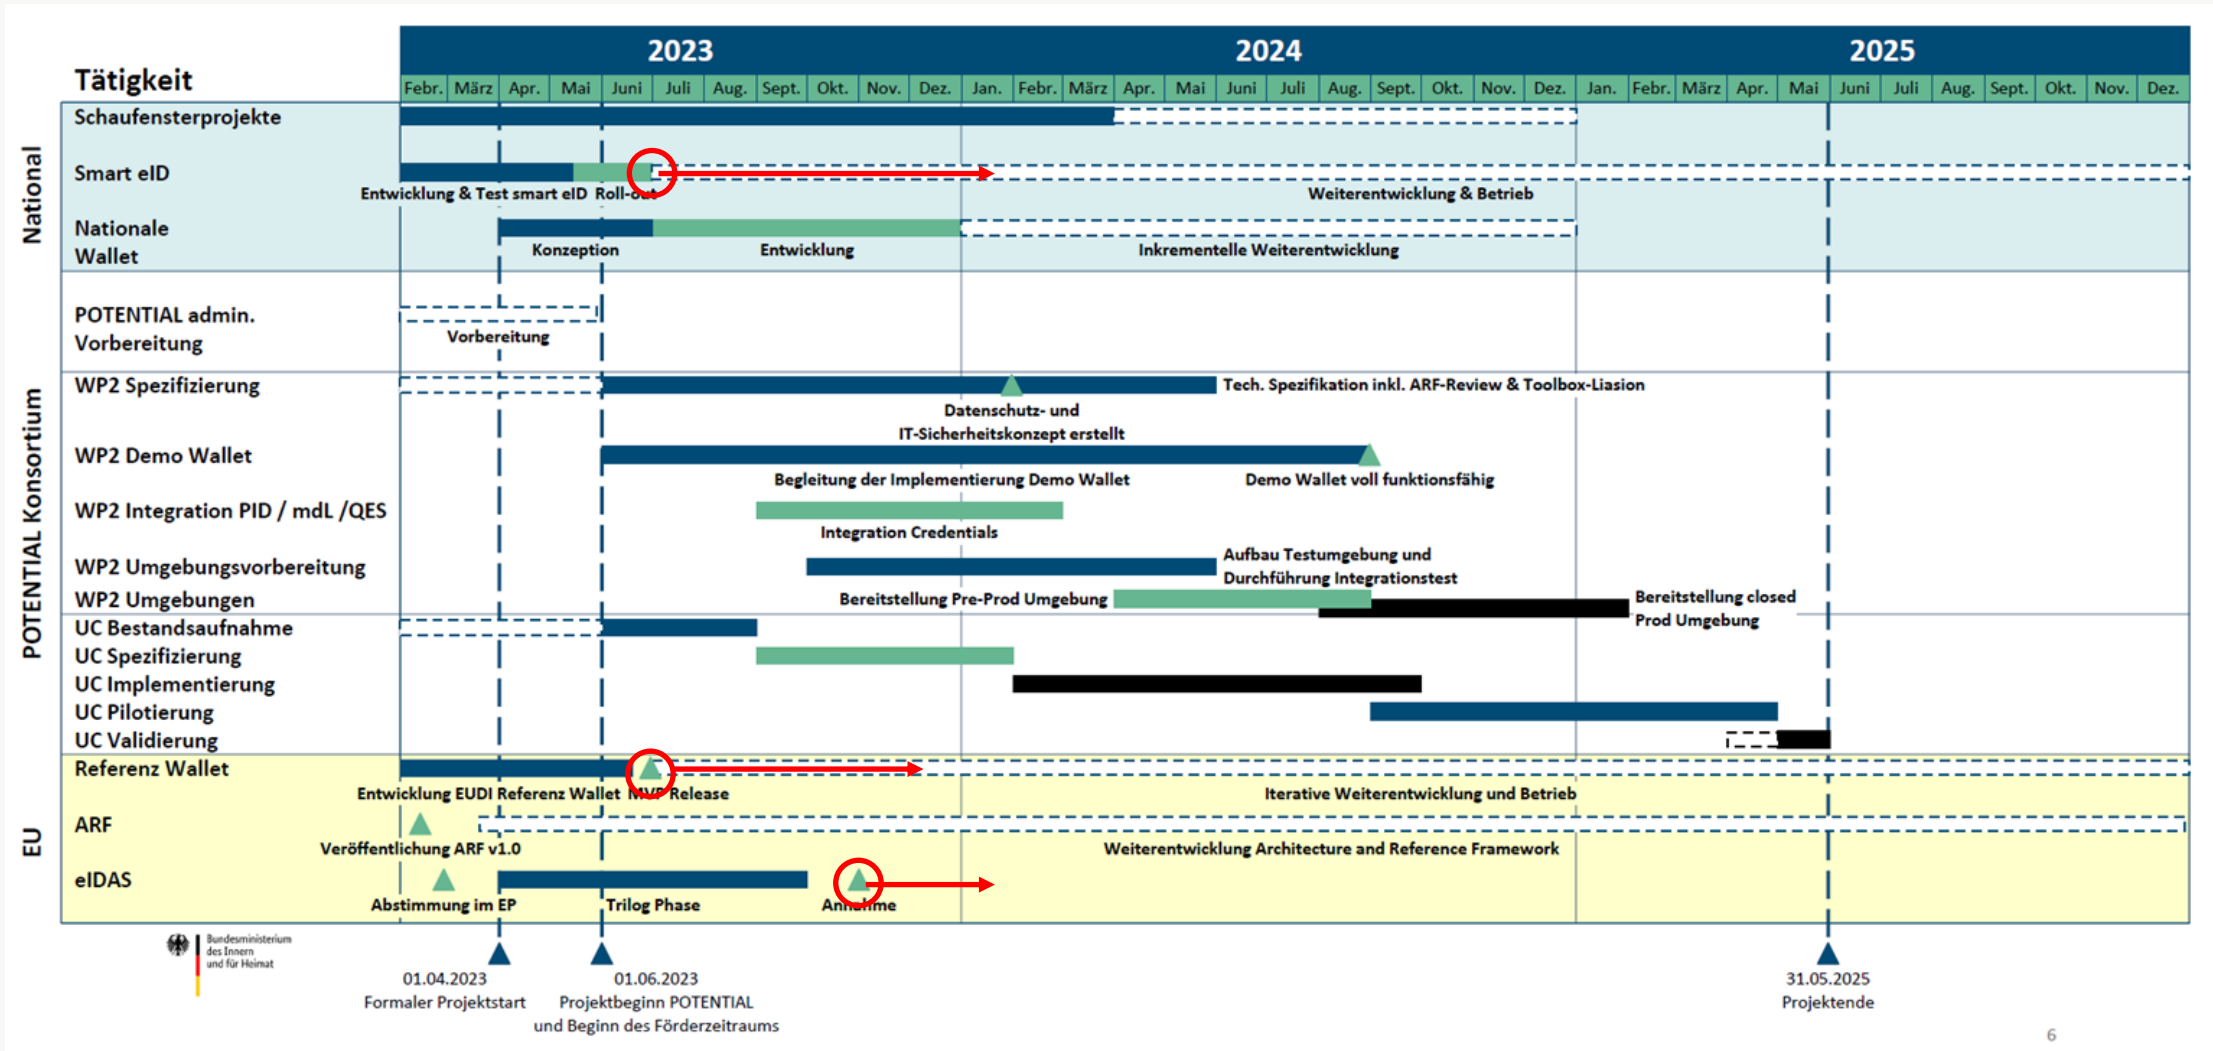 2023 2024 2025
Tätigkeit
Febr. März Apr. Mai Juni Juli Aug. Sept. Okt. Nov. Dez. Jan. Febr. März Apr. Mai Juni Juli Aug. Sept. Okt. Nov. Dez. Jan. Febr. März Apr. Mai Juni Juli Aug. Sept. Okt. Nov. Dez.
National
Schaufensterprojekte
Smart eID
Entwicklung & Test smart eID Roll-out
Weiterentwicklung & Betrieb
Nationale
Wallet
Konzeption
Entwicklung
Inkrementelle Weiterentwicklung
POTENTIAL Konsortium
POTENTIAL admin.
Vorbereitung
Vorbereitung
WP2 Spezifizierung
Tech. Spezifikation inkl. ARF-Review & Toolbox-Liasion
Datenschutz- und
IT-Sicherheitskonzept erstellt
WP2 Demo Wallet
Begleitung der Implementierung Demo Wallet
Demo Wallet voll funktionsfähig
WP2 Integration PID / mdL /QES
Integration Credentials
WP2 Umgebungsvorbereitung
Aufbau Testumgebung und
Durchführung Integrationstest
WP2 Umgebungen
Bereitstellung Pre-Prod Umgebung
Bereitstellung closed
Prod Umgebung
UC Bestandsaufnahme
UC Spezifizierung
UC Implementierung
UC Pilotierung
UC Validierung
EU
Referenz Wallet
Entwicklung EUDI Referenz Wallet MVP Release
Iterative Weiterentwicklung und Betrieb
ARF
Veröffentlichung ARF v1.0
Weiterentwicklung Architecture and Reference Framework
eIDAS
Abstimmung im EP
Trilog Phase
Annahme
Bundesministerium
des Innern
und für Heimat
01.04.2023
Formaler Projektstart
01.06.2023
Projektbeginn POTENTIAL
und Beginn des Förderzeitraums
31.05.2025
Projektende
6